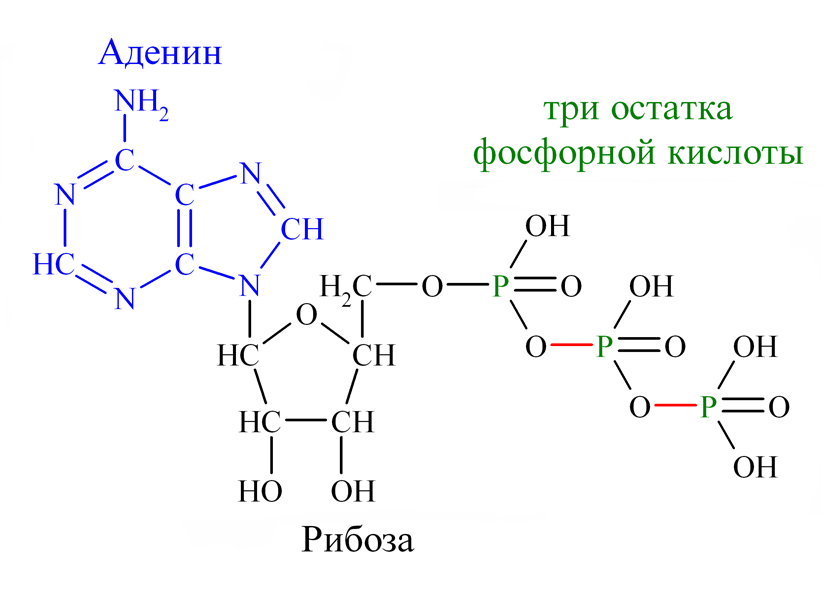 Аденин
NH2
три остатка
фосфорной кислоты
C
N
N
C
OH
CH
HC
C
N
N
H2C
O
P
O
OH
O
HC
CH
O
P
O
OH
O
P
O
HC
CH
OH
HO
OH
Рибоза